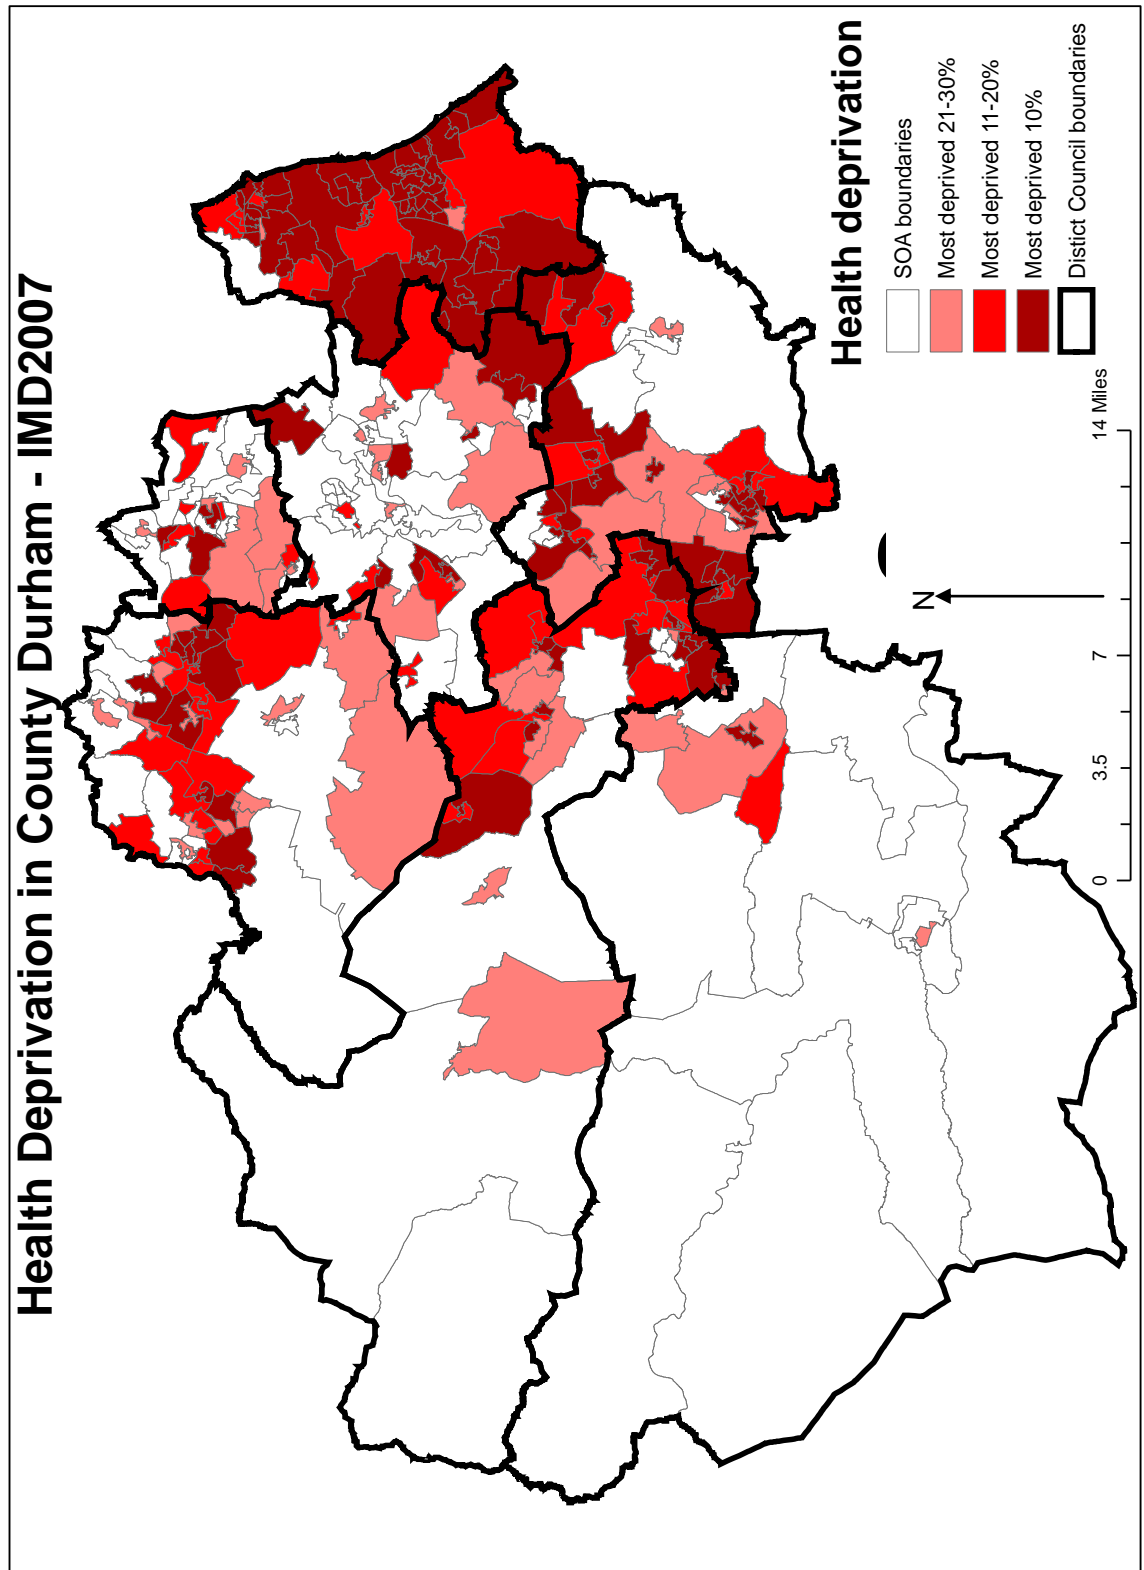 Health Deprivation in County Durham - IMD2007
Health deprivation
SOA boundaries
Most deprived 21-30%
Most deprived 11-20%
Most deprived 10%
Distict Council boundaries
N
0 3.5 7 14 Miles